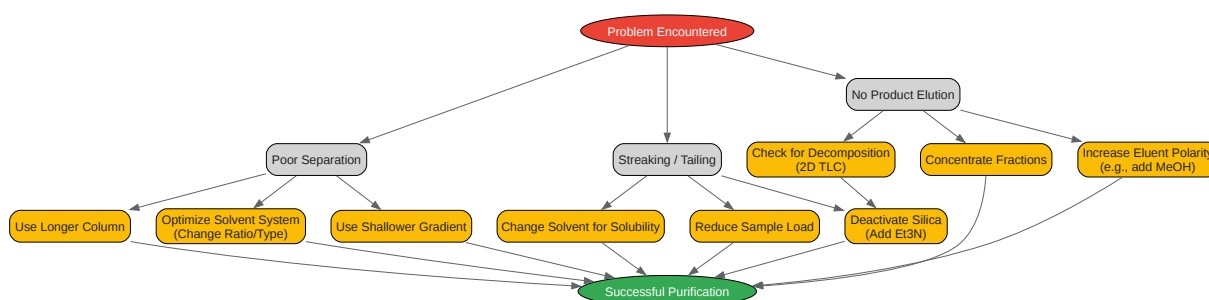 Problem Encountered
No Product Elution
Poor Separation
Streaking / Tailing
Check for Decomposition
(2D TLC)
Concentrate Fractions
Increase Eluent Polarity
(e.g., add MeOH)
Use Longer Column
Optimize Solvent System
(Change Ratio/Type)
Use Shallower Gradient
Change Solvent for Solubility
Reduce Sample Load
Deactivate Silica
(Add Et3N)
Successful Purification